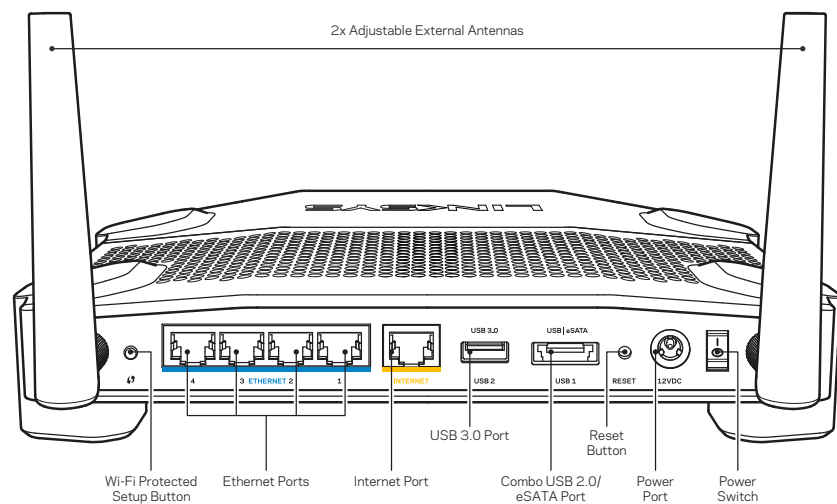 2x Adjustable External Antennas
LINKSYS
USB 3.0
USB | eSATA
4
3
ETHERNET
2
1
INTERNET
USB 2
USB 1
RESET
12VDC
USB 3.0 Port
Reset
Button
Wi-Fi Protected
Setup Button
Ethernet Ports
Internet Port
Combo USB 2.0/
eSATA Port
Power
Port
Power
Switch